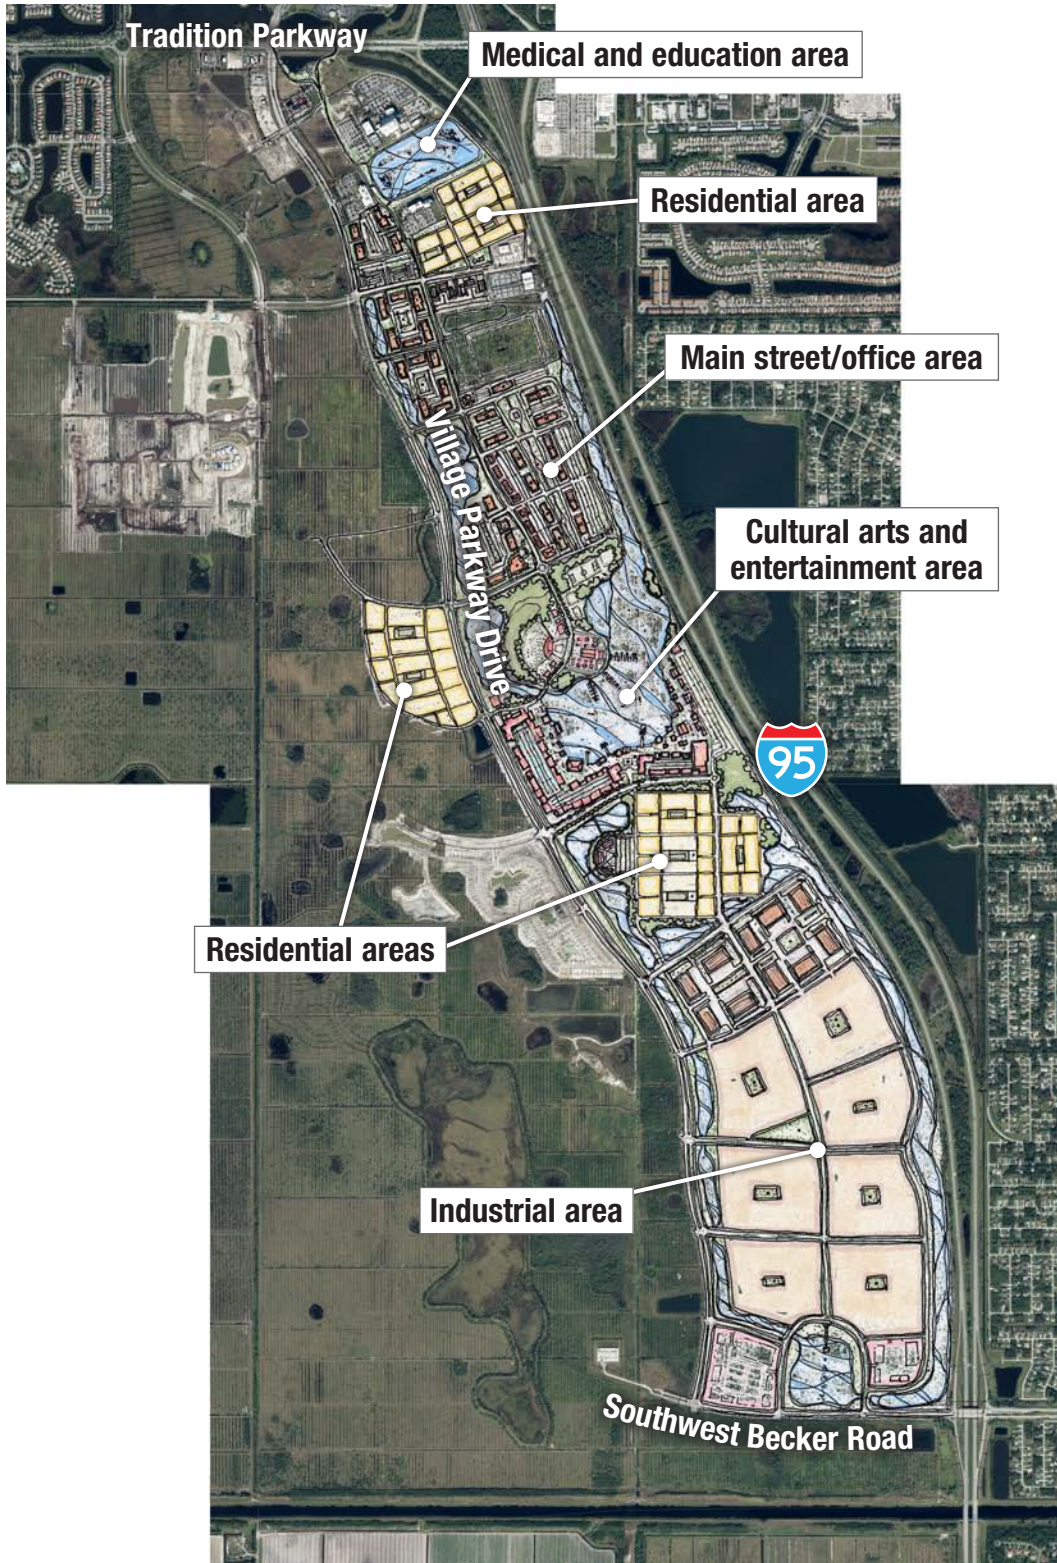 Tradition Parkway
Medical and education area
Residential area
Main street/office area
Village Parkway Drive
Cultural arts and
entertainment area
95
Residential areas
Industrial area
Southwest Becker Road